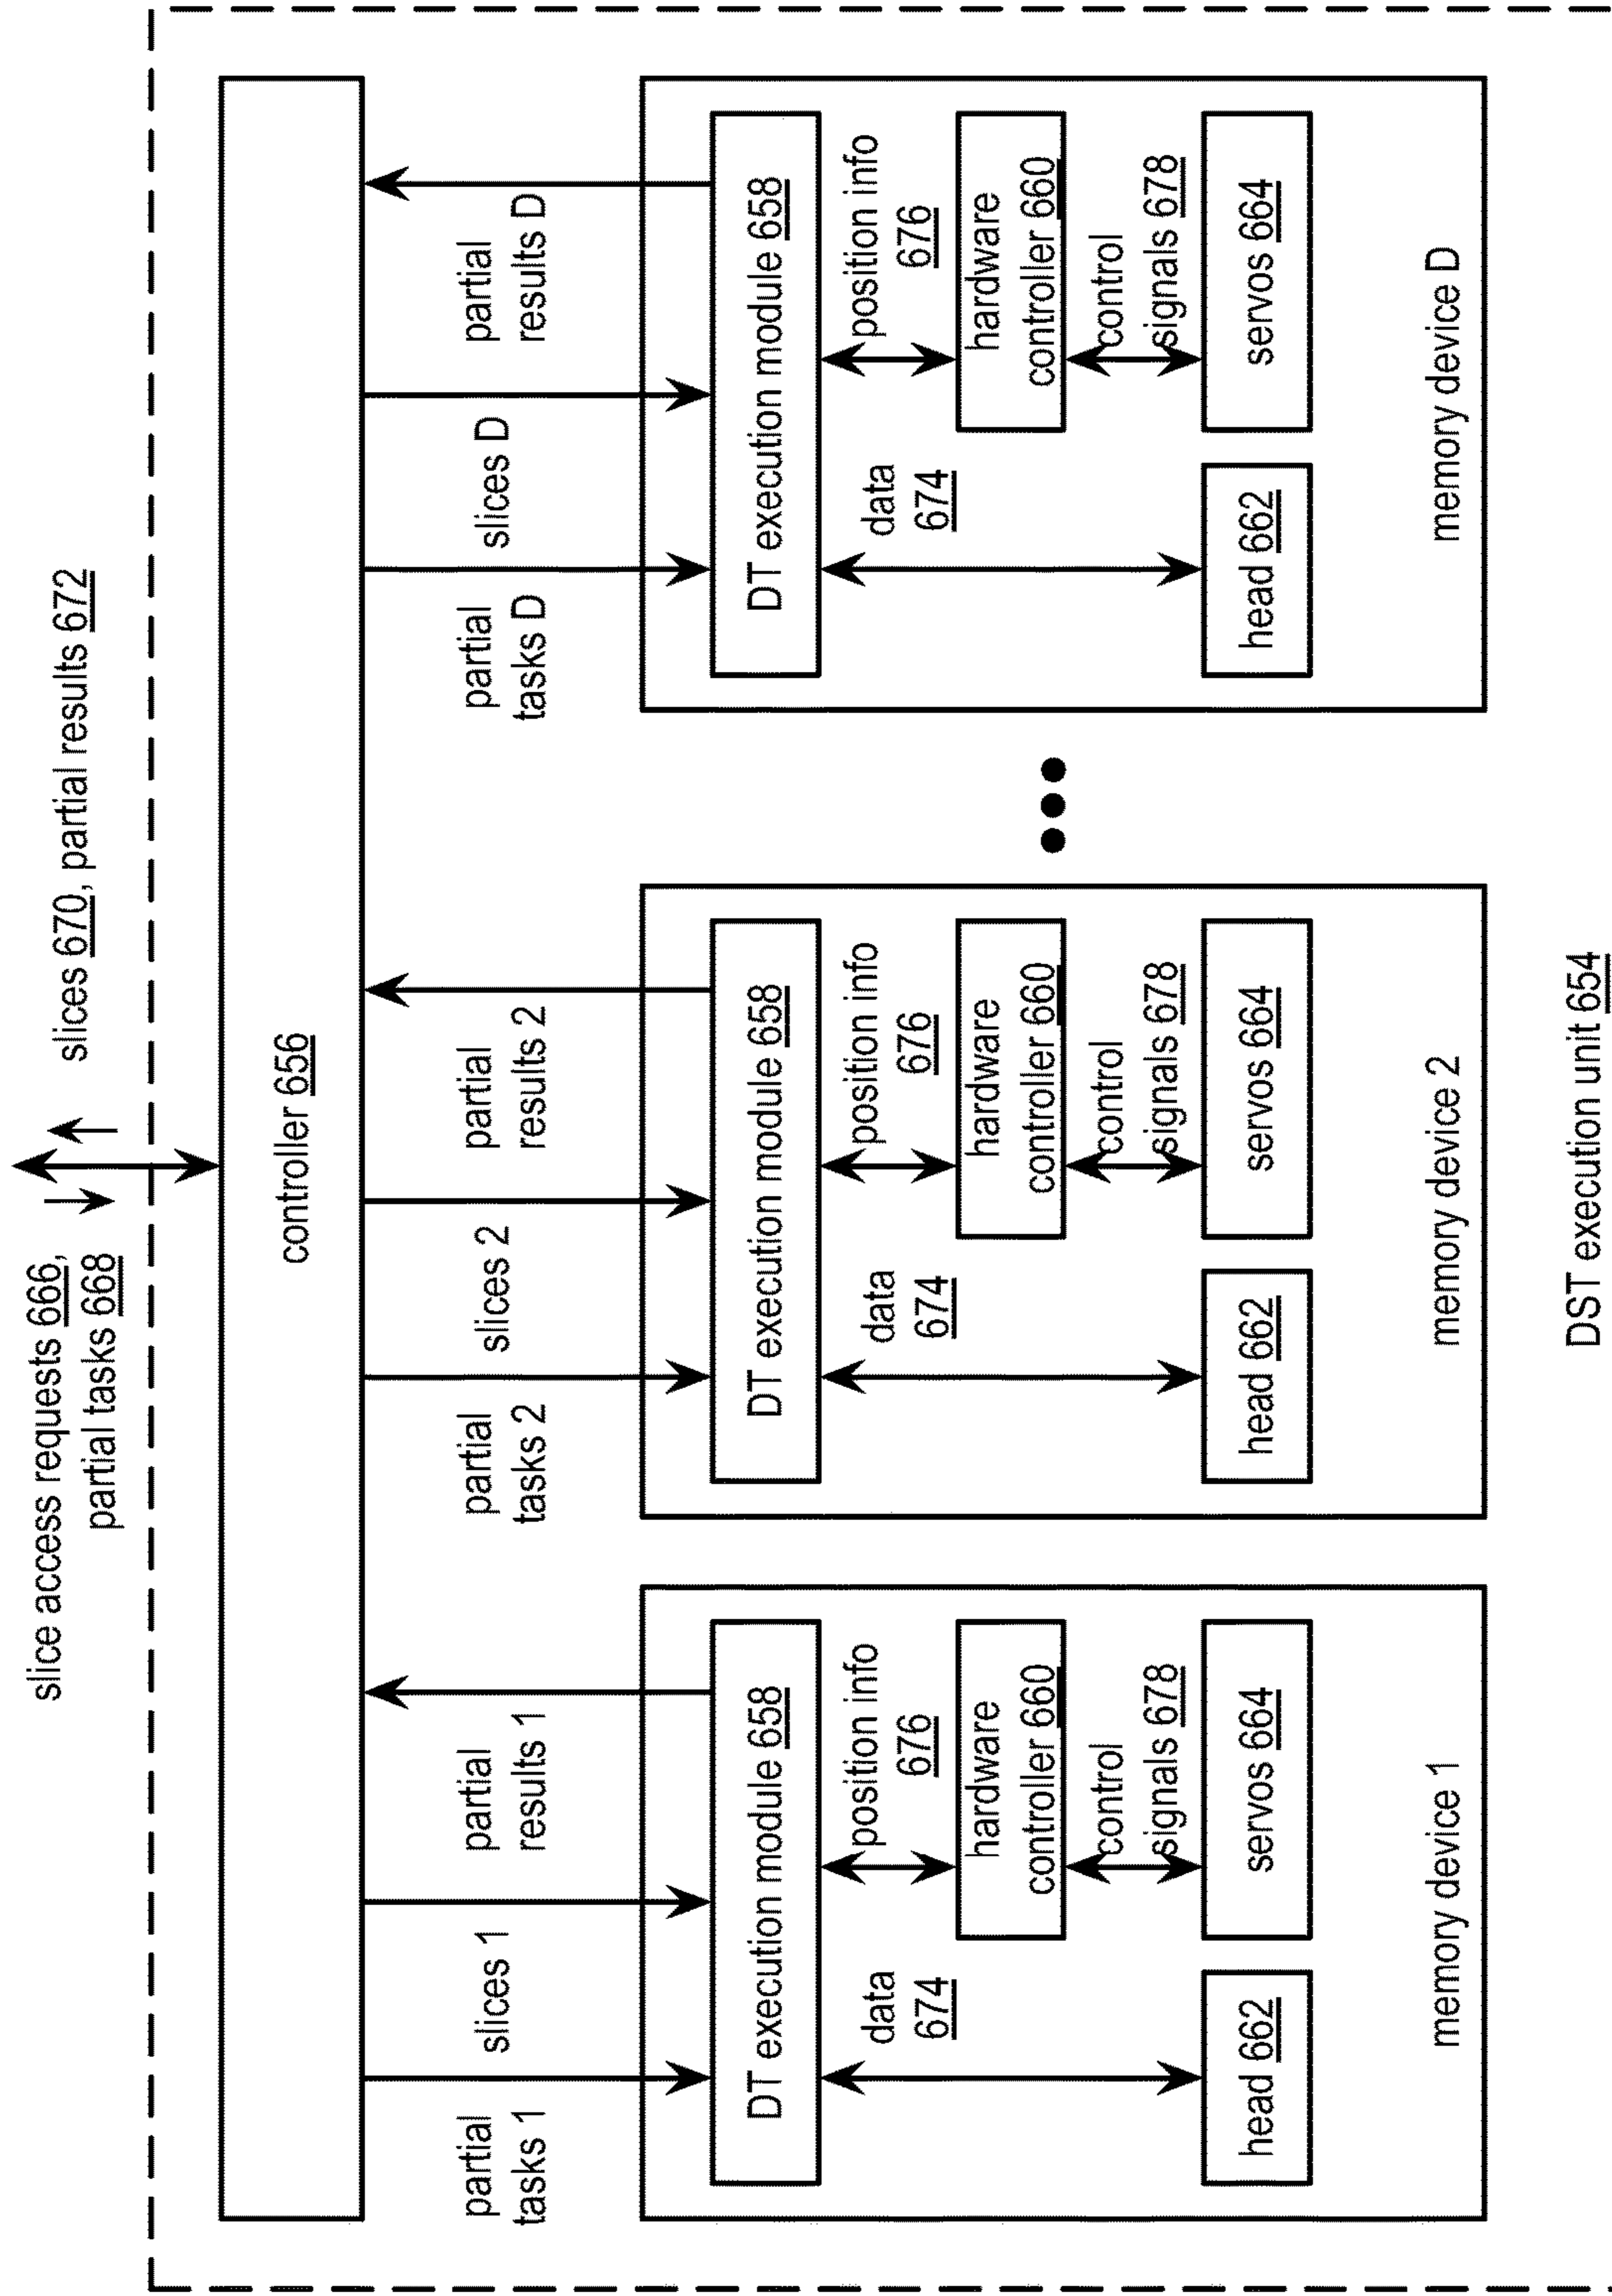 slice access requests 666,
partial tasks 668
slices 670, partial results 672
controller 656
partial
tasks 1
slices 1
partial
results 1
partial
tasks 2
slices 2
partial
results 2
partial
tasks D
slices D
partial
results D
DT execution module 658
data
674
position info
676
hardware
controller 660
control
signals 678
head 662
servos 664
memory device 1
DT execution module 658
data
674
position info
676
hardware
controller 660
control
signals 678
head 662
servos 664
memory device 2
DT execution module 658
data
674
position info
676
hardware
controller 660
control
signals 678
head 662
servos 664
memory device D
DST execution unit 654